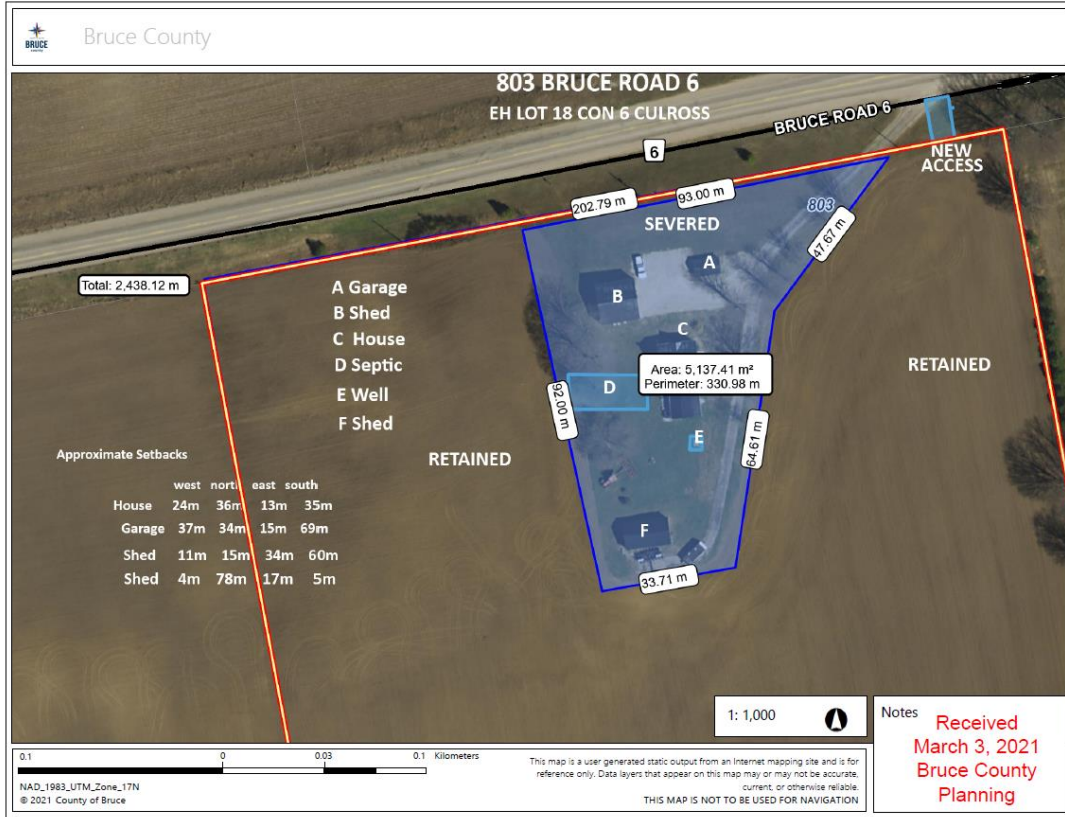 BRUCE
Bruce County
803 BRUCE ROAD 6
EH LOT 18 CON 6 CULROSS
BRUCE ROAD 6
6
NEW
ACCESS
202.79 m
93.00 m
803
SEVERED
47.67 m
Total: 2,438.12 m
A Garage
B Shed
C House
D Septic
E Well
F Shed
A
B
C
D
E
F
Area: 5,137.41 m²
Perimeter: 330.98 m
92.00 m
64.61 m
33.71 m
RETAINED
RETAINED
Approximate Setbacks
west north east south
House 24m 36m 13m 35m
Garage 37m 34m 15m 69m
Shed 11m 15m 34m 60m
Shed 4m 78m 17m 5m
1: 1,000
Notes
Received
March 3, 2021
Bruce County
Planning
0.1 0 0.03 0.1 Kilometers
NAD_1983_UTM_Zone_17N
© 2021 County of Bruce
This map is a user generated static output from an Internet mapping site and is for
reference only. Data layers that appear on this map may or may not be accurate,
current, or otherwise reliable.
THIS MAP IS NOT TO BE USED FOR NAVIGATION